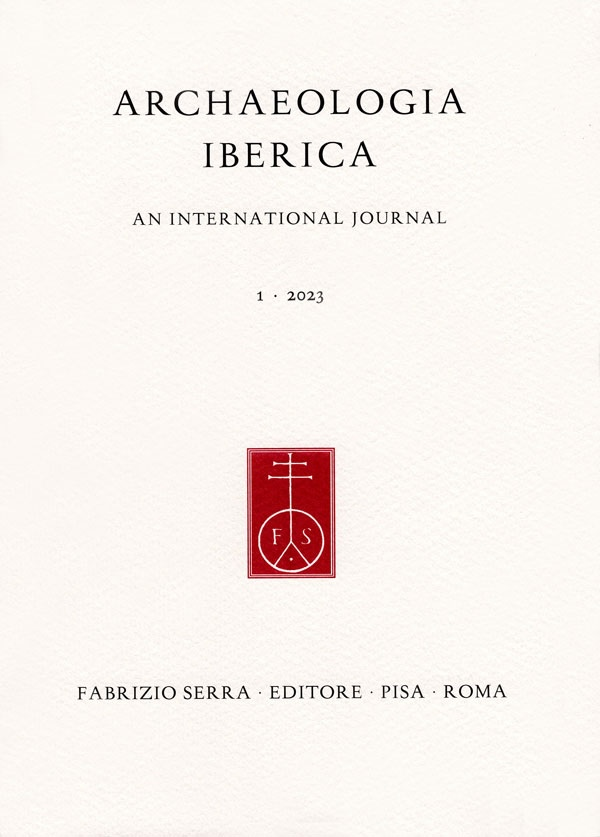 ARCHAEOLOGIA
IBERICA
AN INTERNATIONAL JOURNAL
1 · 2023
F S
FABRIZIO SERRA · EDITORE · PISA · ROMA